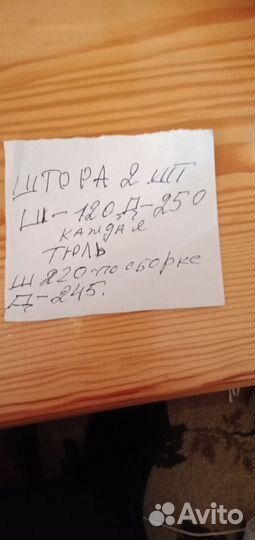 ШТОРА 2 ШТ
Ш-120, Д-250
КАЖДАЯ
ТЮЛЬ
Ш 220-по сборке
Д-245.
Avito